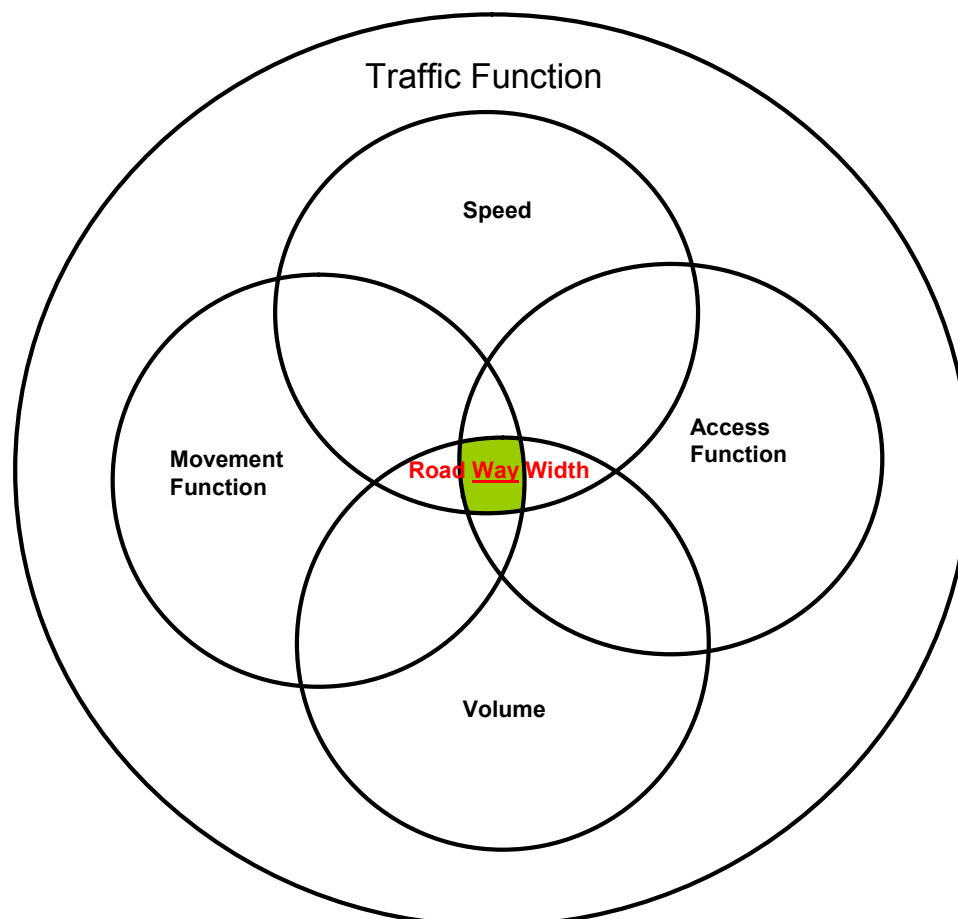 Traffic Function
Speed
Access
Function
Movement
Function
Road Way Width
Volume